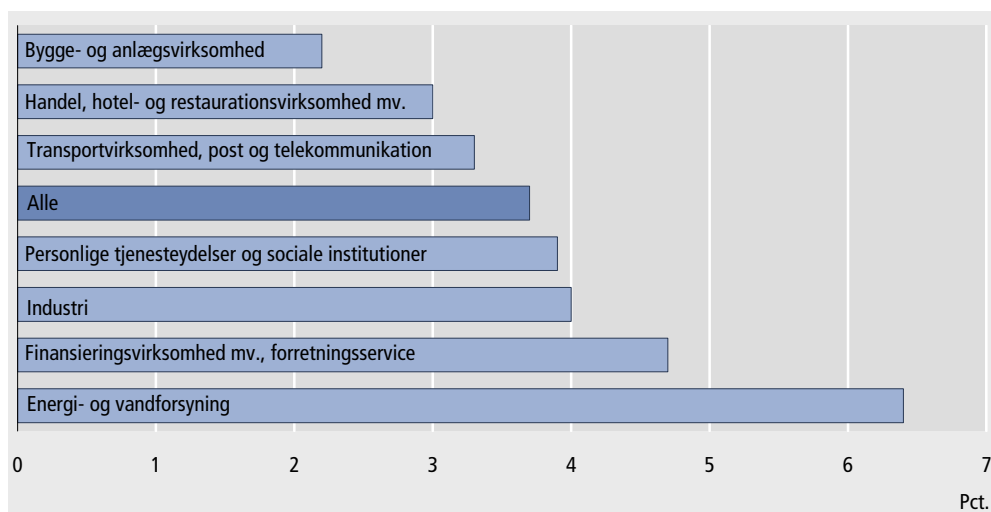 Bygge- og anlægsvirksomhed
Handel, hotel- og restaurationsvirksomhed mv.
Transportvirksomhed, post og telekommunikation
Alle
Personlige tjenesteydelser og sociale institutioner
Industri
Finansieringsvirksomhed mv., forretningsservice
Energi- og vandforsyning
0 1 2 3 4 5 6 7
Pct.